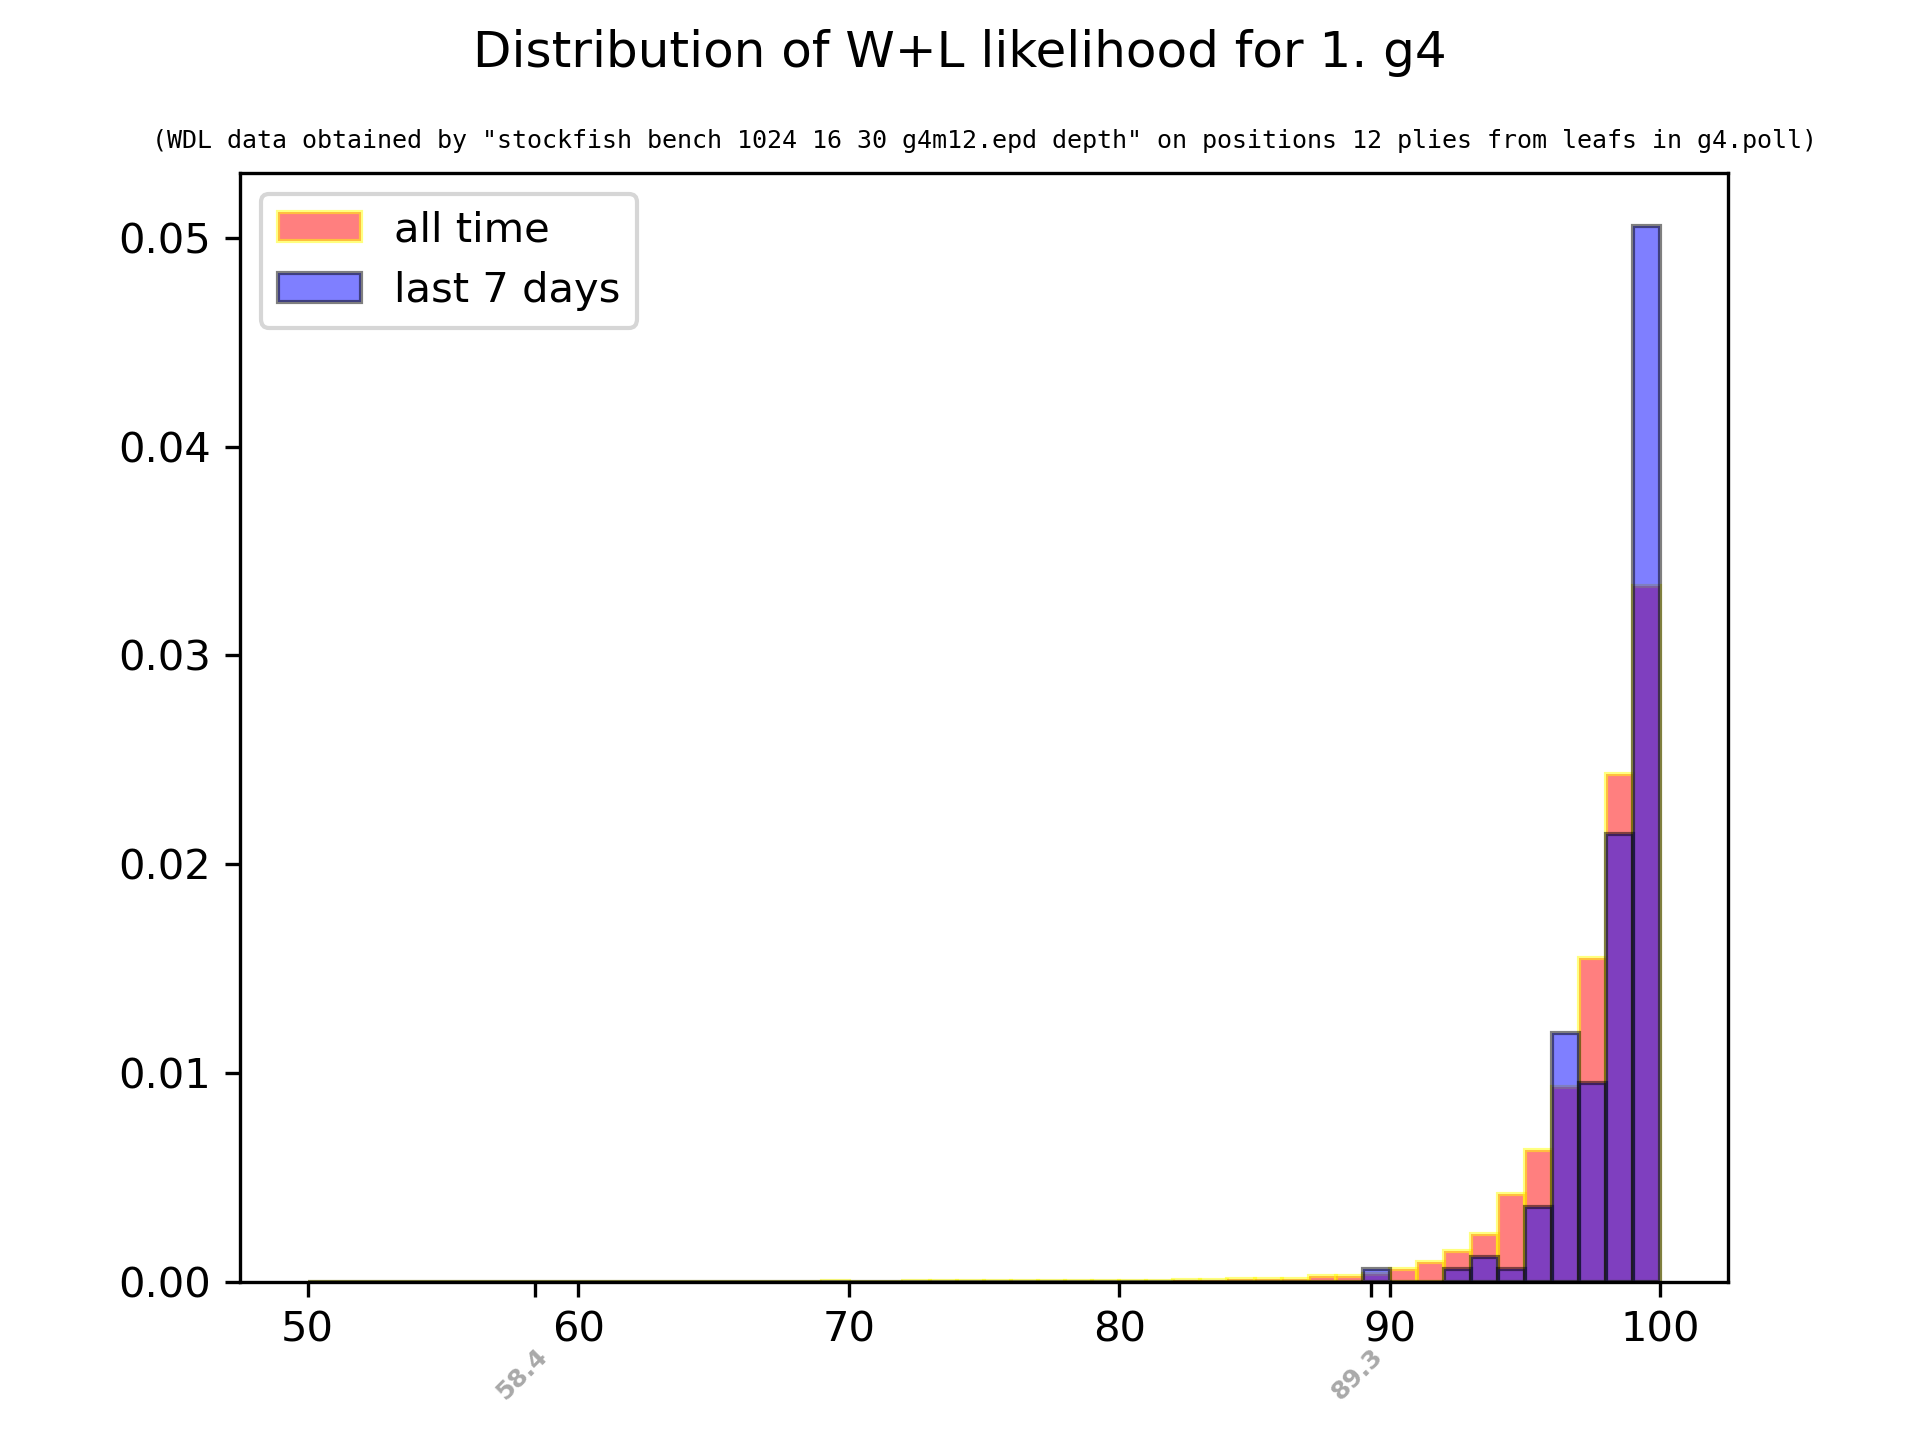 Distribution of W+L likelihood for 1. g4
(WDL data obtained by "stockfish bench 1024 16 30 g4m12.epd depth" on positions 12 plies from leafs in g4.poll)
all time
last 7 days
0.05
0.04
0.03
0.02
0.01
0.00
50 60 70 80 90 100
58.4 89.3